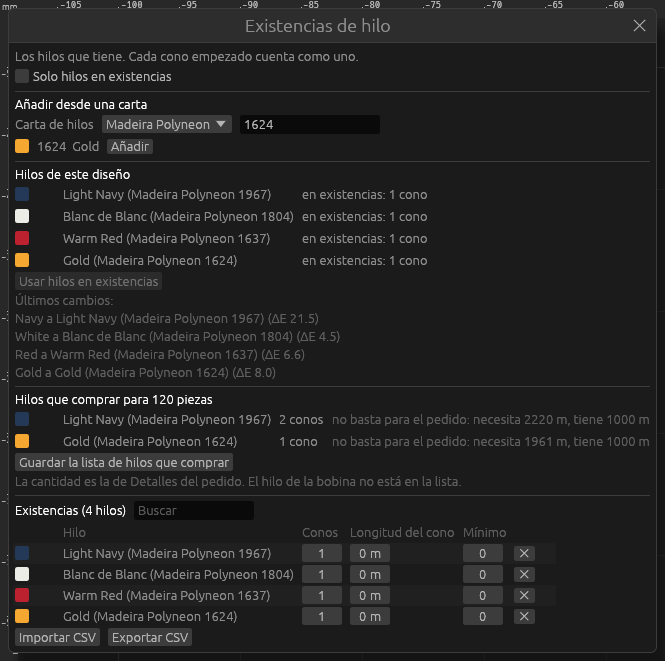 mm -105 -100 -95 -90 -85 -80 -75 -70 -65 -60
Existencias de hilo
Los hilos que tiene. Cada cono empezado cuenta como uno.
Solo hilos en existencias
Añadir desde una carta
Carta de hilos Madeira Polyneon 1624
1624 Gold Añadir
Hilos de este diseño
Light Navy (Madeira Polyneon 1967) en existencias: 1 cono
Blanc de Blanc (Madeira Polyneon 1804) en existencias: 1 cono
Warm Red (Madeira Polyneon 1637) en existencias: 1 cono
Gold (Madeira Polyneon 1624) en existencias: 1 cono
Usar hilos en existencias
Últimos cambios:
Navy a Light Navy (Madeira Polyneon 1967) (ΔE 21.5)
White a Blanc de Blanc (Madeira Polyneon 1804) (ΔE 4.5)
Red a Warm Red (Madeira Polyneon 1637) (ΔE 6.6)
Gold a Gold (Madeira Polyneon 1624) (ΔE 8.0)
Hilos que comprar para 120 piezas
Light Navy (Madeira Polyneon 1967) 2 conos no basta para el pedido: necesita 2220 m, tiene 1000 m
Gold (Madeira Polyneon 1624) 1 cono no basta para el pedido: necesita 1961 m, tiene 1000 m
Guardar la lista de hilos que comprar
La cantidad es la de Detalles del pedido. El hilo de la bobina no está en la lista.
Existencias (4 hilos) Buscar
Hilo Conos Longitud del cono Mínimo
Light Navy (Madeira Polyneon 1967) 1 0 m 0
Blanc de Blanc (Madeira Polyneon 1804) 1 0 m 0
Warm Red (Madeira Polyneon 1637) 1 0 m 0
Gold (Madeira Polyneon 1624) 1 0 m 0
Importar CSV Exportar CSV